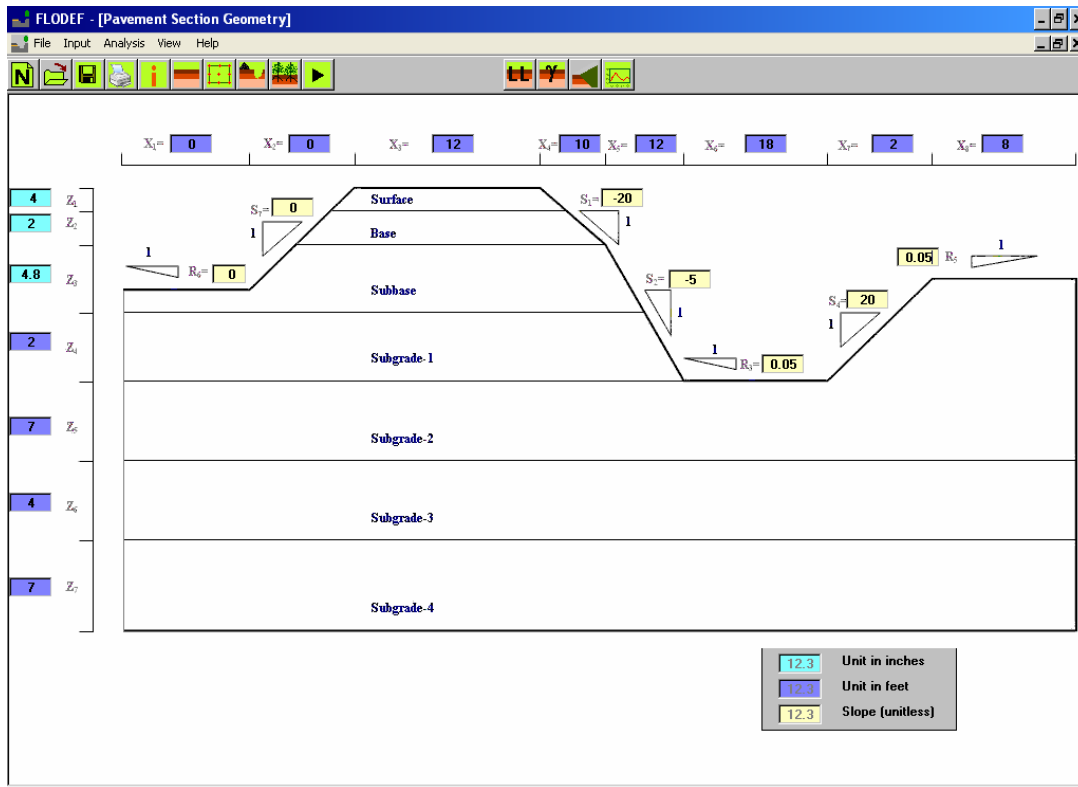 FLODEF - [Pavement Section Geometry]
File Input Analysis View Help
N i γ
X₁= 0 X₂= 0 X₃= 12 X₄= 10 X₅= 12 X₆= 18 X₇= 2 X₈= 8
4 Z₁ Surface S₁= -20
S₇= 0 1
2 Z₂ 1 Base
1 0.05 R₅ 1
4.8 Z₃ R₆= 0 Subbase S₂= -5
S₄= 20
1 1
2 Z₄ Subgrade-1 1 R₃= 0.05
7 Z₅ Subgrade-2
4 Z₆ Subgrade-3
7 Z₇ Subgrade-4
12.3 Unit in inches
12.3 Unit in feet
12.3 Slope (unitless)